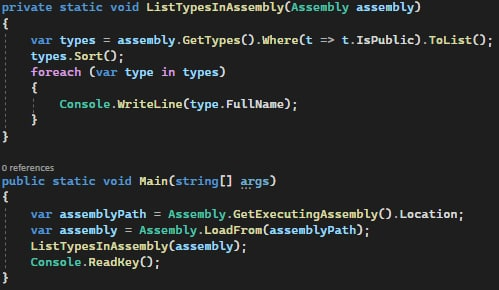 private static void ListTypesInAssembly(Assembly assembly)
{
    var types = assembly.GetTypes().Where(t => t.IsPublic).ToList();
    types.Sort();
    foreach (var type in types)
    {
        Console.WriteLine(type.FullName);
    }
}
0 references
public static void Main(string[] args)
{
    var assemblyPath = Assembly.GetExecutingAssembly().Location;
    var assembly = Assembly.LoadFrom(assemblyPath);
    ListTypesInAssembly(assembly);
    Console.ReadKey();
}